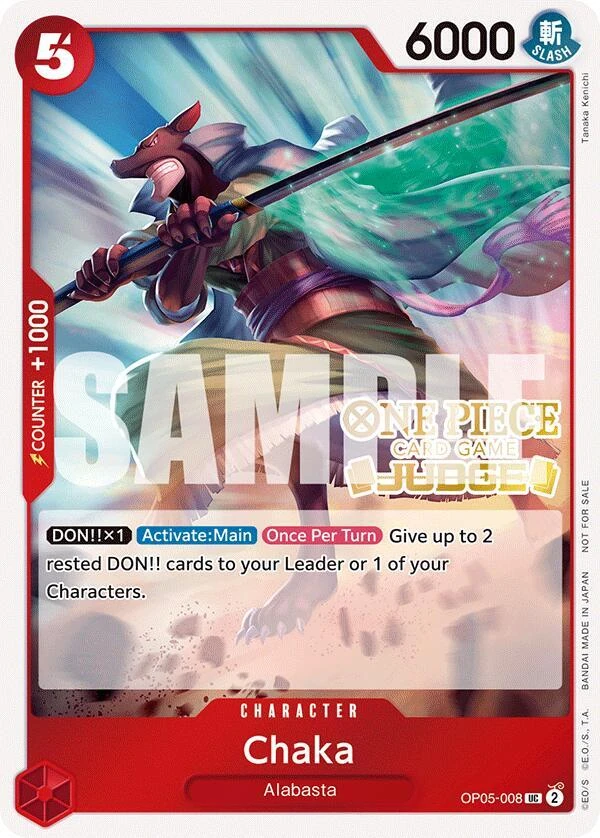 5
6000
斬
SLASH
Tanaka Kenichi
COUNTER +1000
SAMPLE
ONE PIECE
CARD GAME
JUDGE
DON!!×1 Activate:Main Once Per Turn Give up to 2
rested DON!! cards to your Leader or 1 of your
Characters.
CHARACTER
Chaka
Alabasta
OP05-008 UC 2
©E.O/S ©E.O./S., T.A. BANDAI MADE IN JAPAN NOT FOR SALE